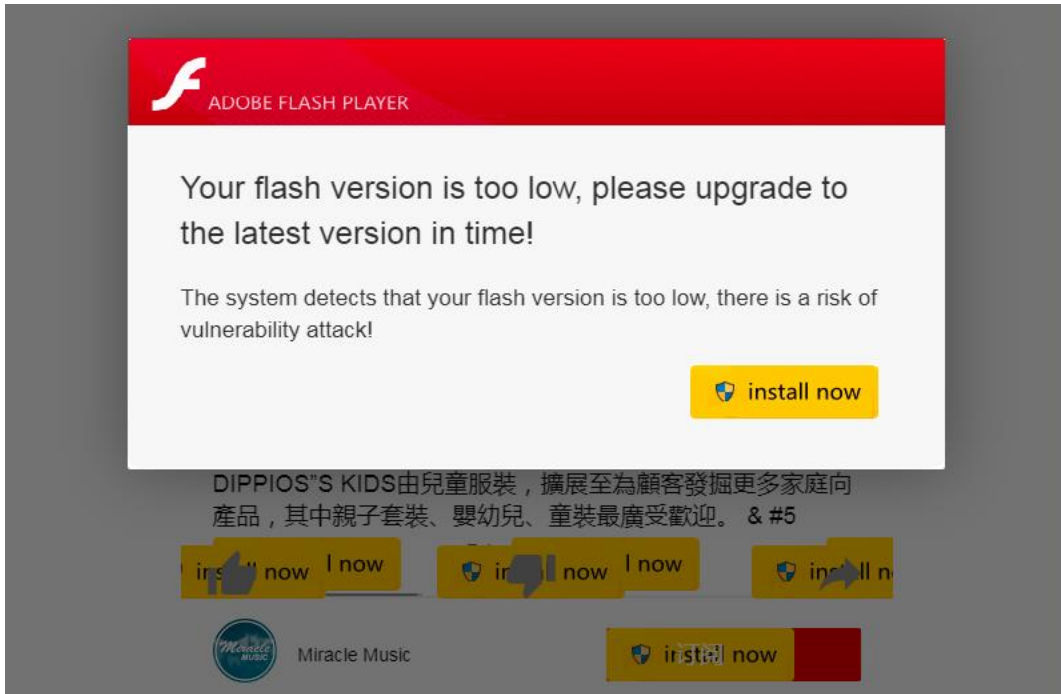 ADOBE FLASH PLAYER
Your flash version is too low, please upgrade to
the latest version in time!
The system detects that your flash version is too low, there is a risk of
vulnerability attack!
install now
DIPPIOS"S KIDS由兒童服裝，擴展至為顧客發掘更多家庭向
產品，其中親子套裝、嬰幼兒、童裝最廣受歡迎。 & #5
now l now now l now
Miracle Music
Miracle Music
now